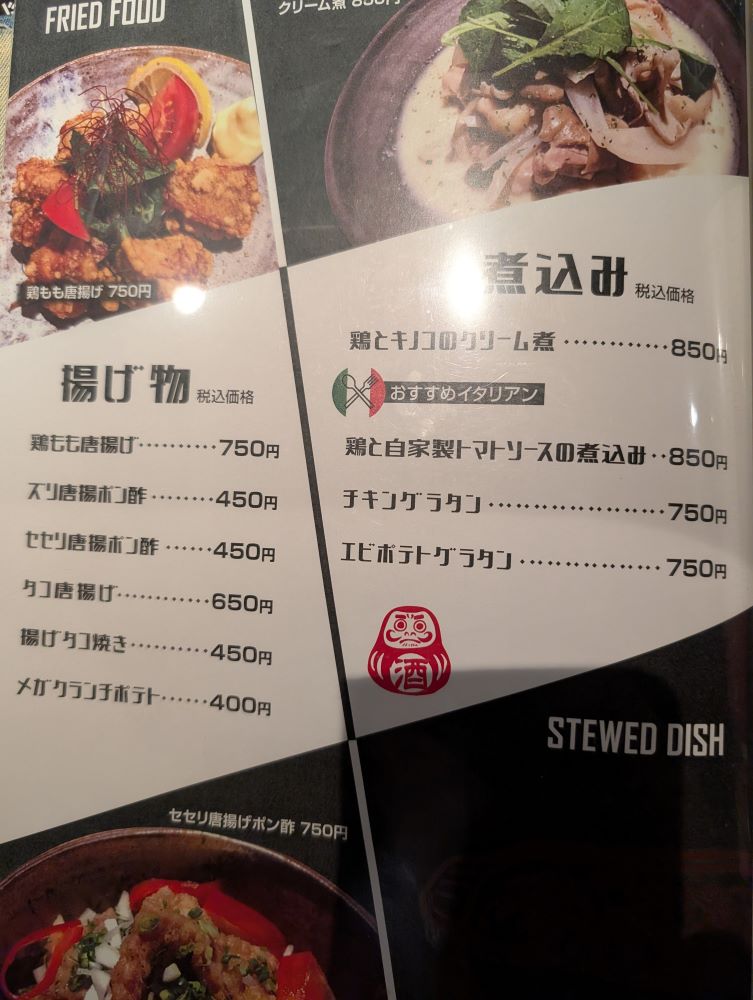 FRIED FOOD
クリーム煮 850円
鶏もも唐揚げ 750円
揚げ物 税込価格
鶏もも唐揚げ··········750円
ズリ唐揚ポン酢········450円
セセリ唐揚ポン酢······450円
タコ唐揚げ············650円
揚げタコ焼き··········450円
メガクランチポテト······400円
煮込み 税込価格
鶏とキノコのクリーム煮············850円
おすすめイタリアン
鶏と自家製トマトソースの煮込み··850円
チキングラタン····················750円
エビポテトグラタン················750円
酒
STEWED DISH
セセリ唐揚げポン酢 750円